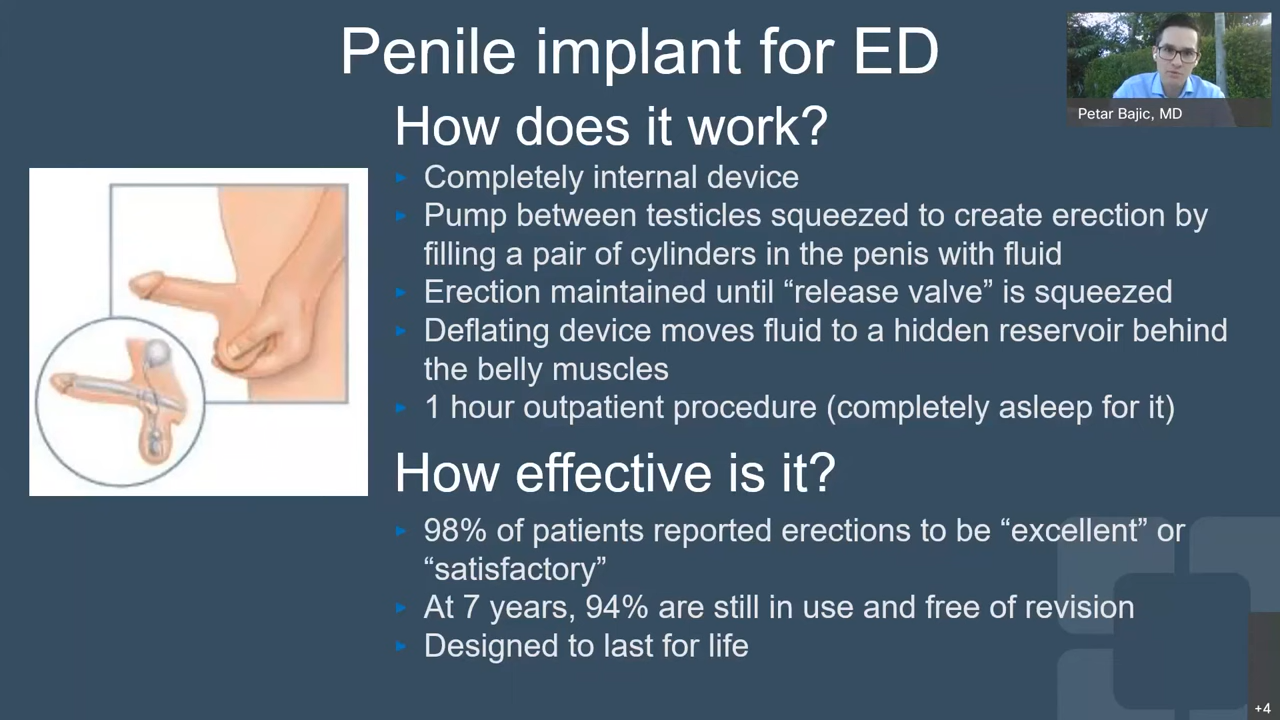 Penile implant for ED
Petar Bajic, MD
How does it work?
Completely internal device
Pump between testicles squeezed to create erection by
filling a pair of cylinders in the penis with fluid
Erection maintained until “release valve” is squeezed
Deflating device moves fluid to a hidden reservoir behind
the belly muscles
1 hour outpatient procedure (completely asleep for it)
How effective is it?
98% of patients reported erections to be “excellent” or
“satisfactory”
At 7 years, 94% are still in use and free of revision
Designed to last for life
+4